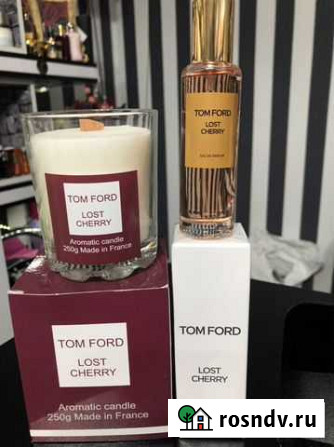 TOM FORD
LOST
CHERRY
Aromatic candle
250g Made in France
TOM FORD
LOST
CHERRY
Aromatic candle
250g Made in France
TOM FORD
LOST
CHERRY
EAU DE PARFUM
TOM FORD
LOST
CHERRY
rosndv.ru